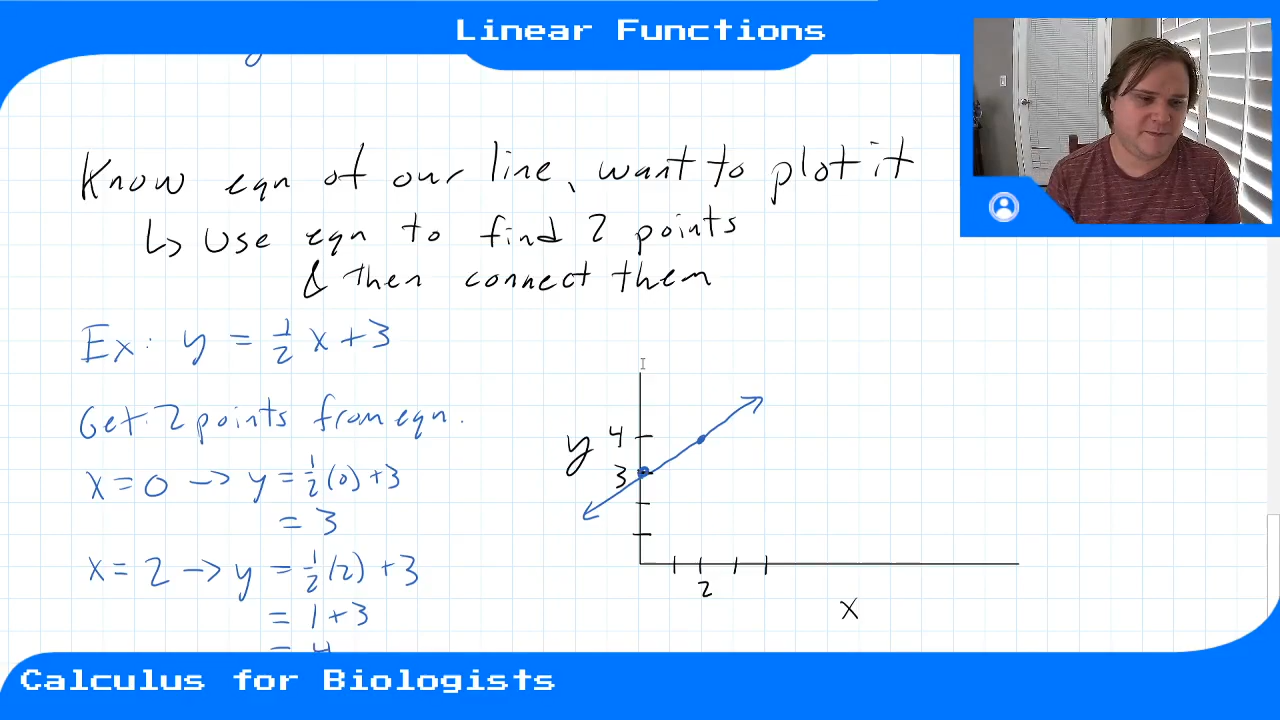 Linear Functions
Know eqn of our line, want to plot it
↳ Use eqn to find 2 points
& then connect them
Ex: y = 1/2 x + 3
Get 2 points from eqn.
x = 0 → y = 1/2 (0) + 3
= 3
x = 2 → y = 1/2 (2) + 3
= 1 + 3
= 4
y
4
3
2
x
Calculus for Biologists